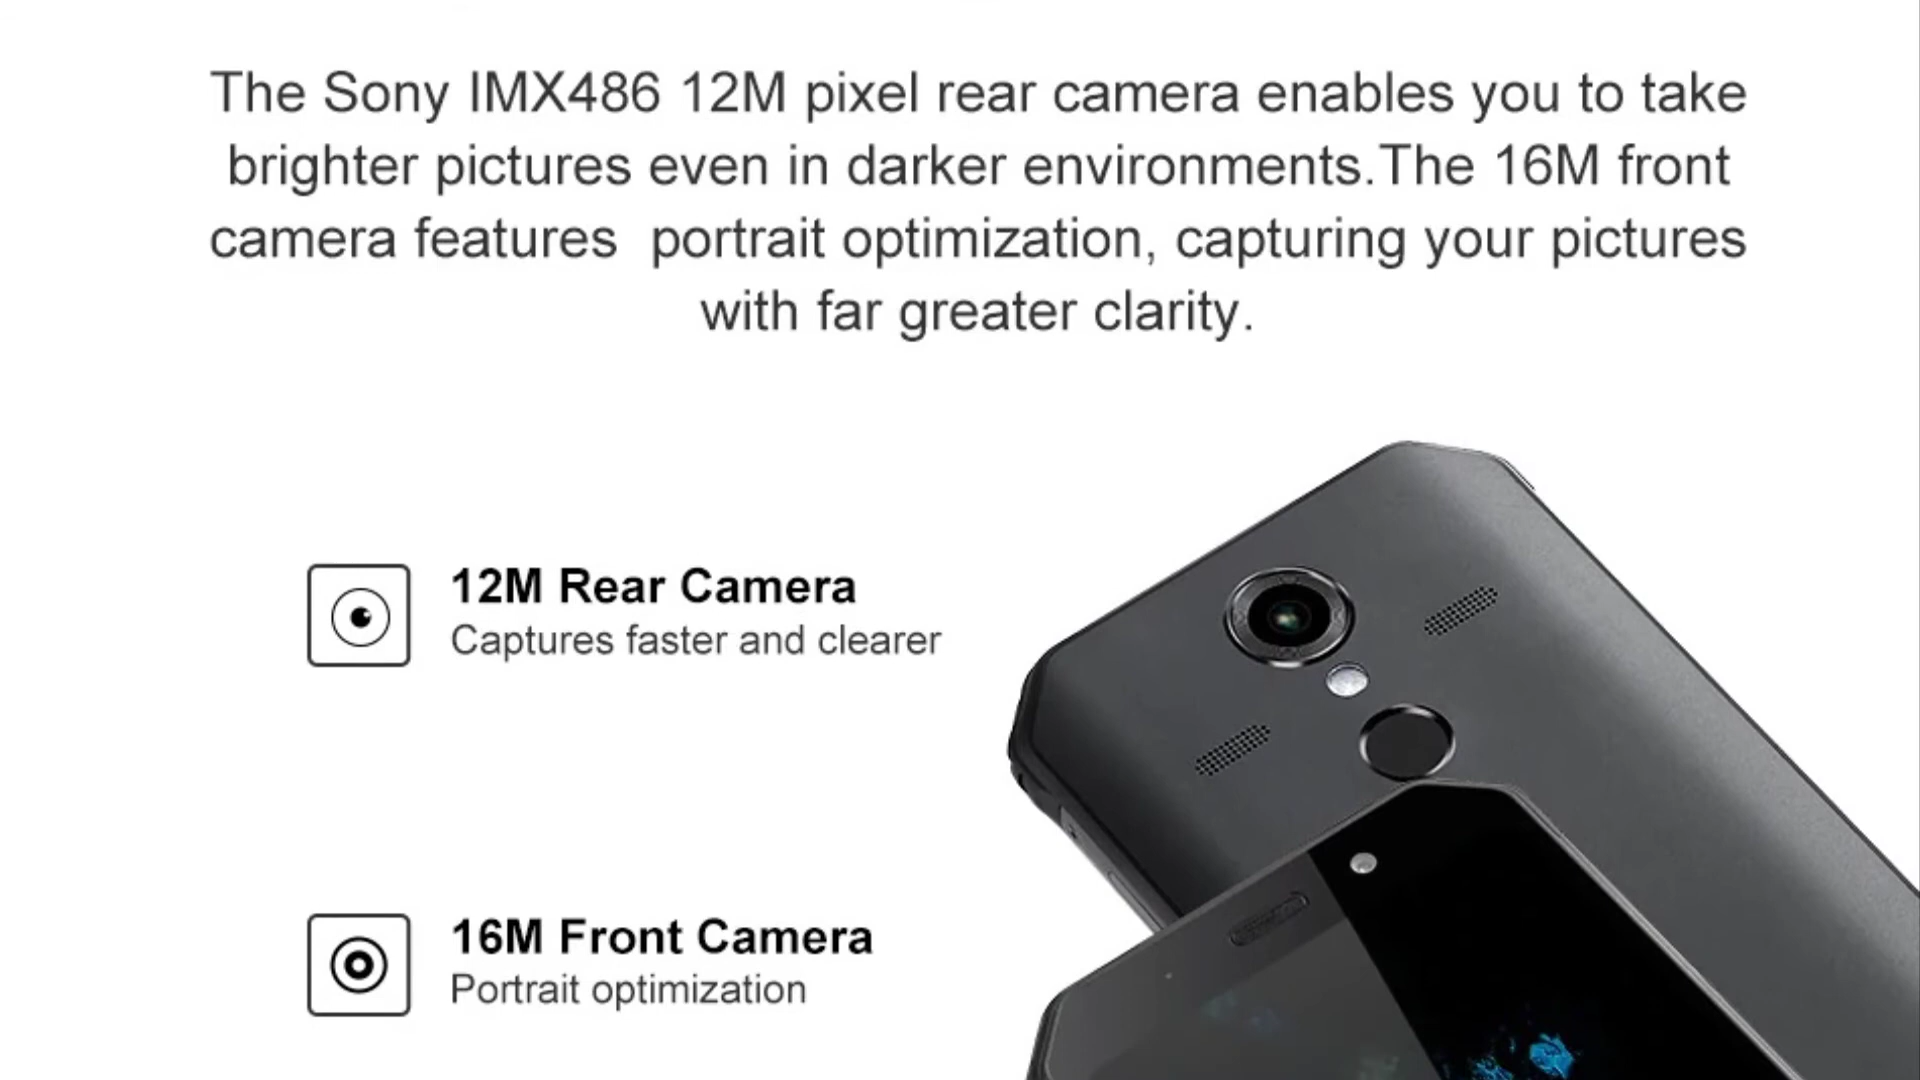 The Sony IMX486 12M pixel rear camera enables you to take
brighter pictures even in darker environments.The 16M front
camera features  portrait optimization, capturing your pictures
with far greater clarity.
12M Rear Camera
Captures faster and clearer
16M Front Camera
Portrait optimization